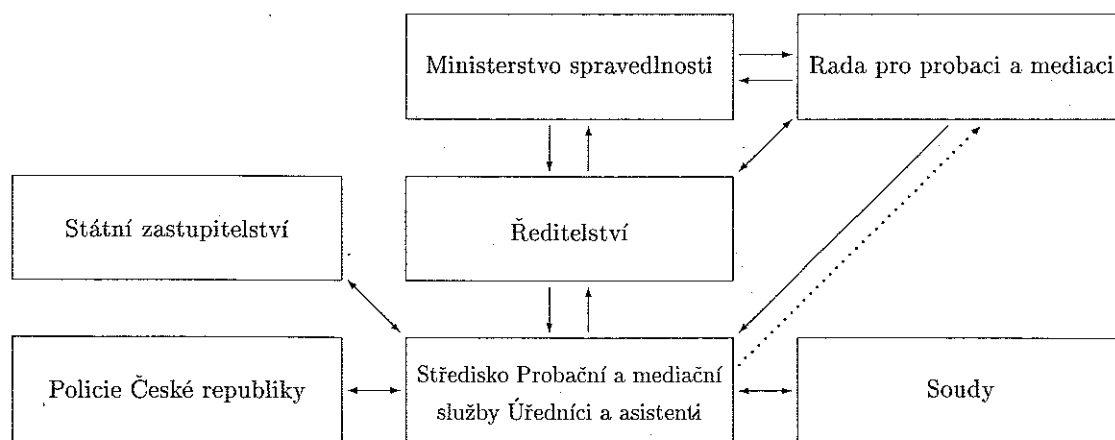 Ministerstvo spravedlnosti
Rada pro probaci a mediaci
Státní zastupitelství
Ředitelství
Policie České republiky
Středisko Probační a mediační
služby Úředníci a asistenti
Soudy